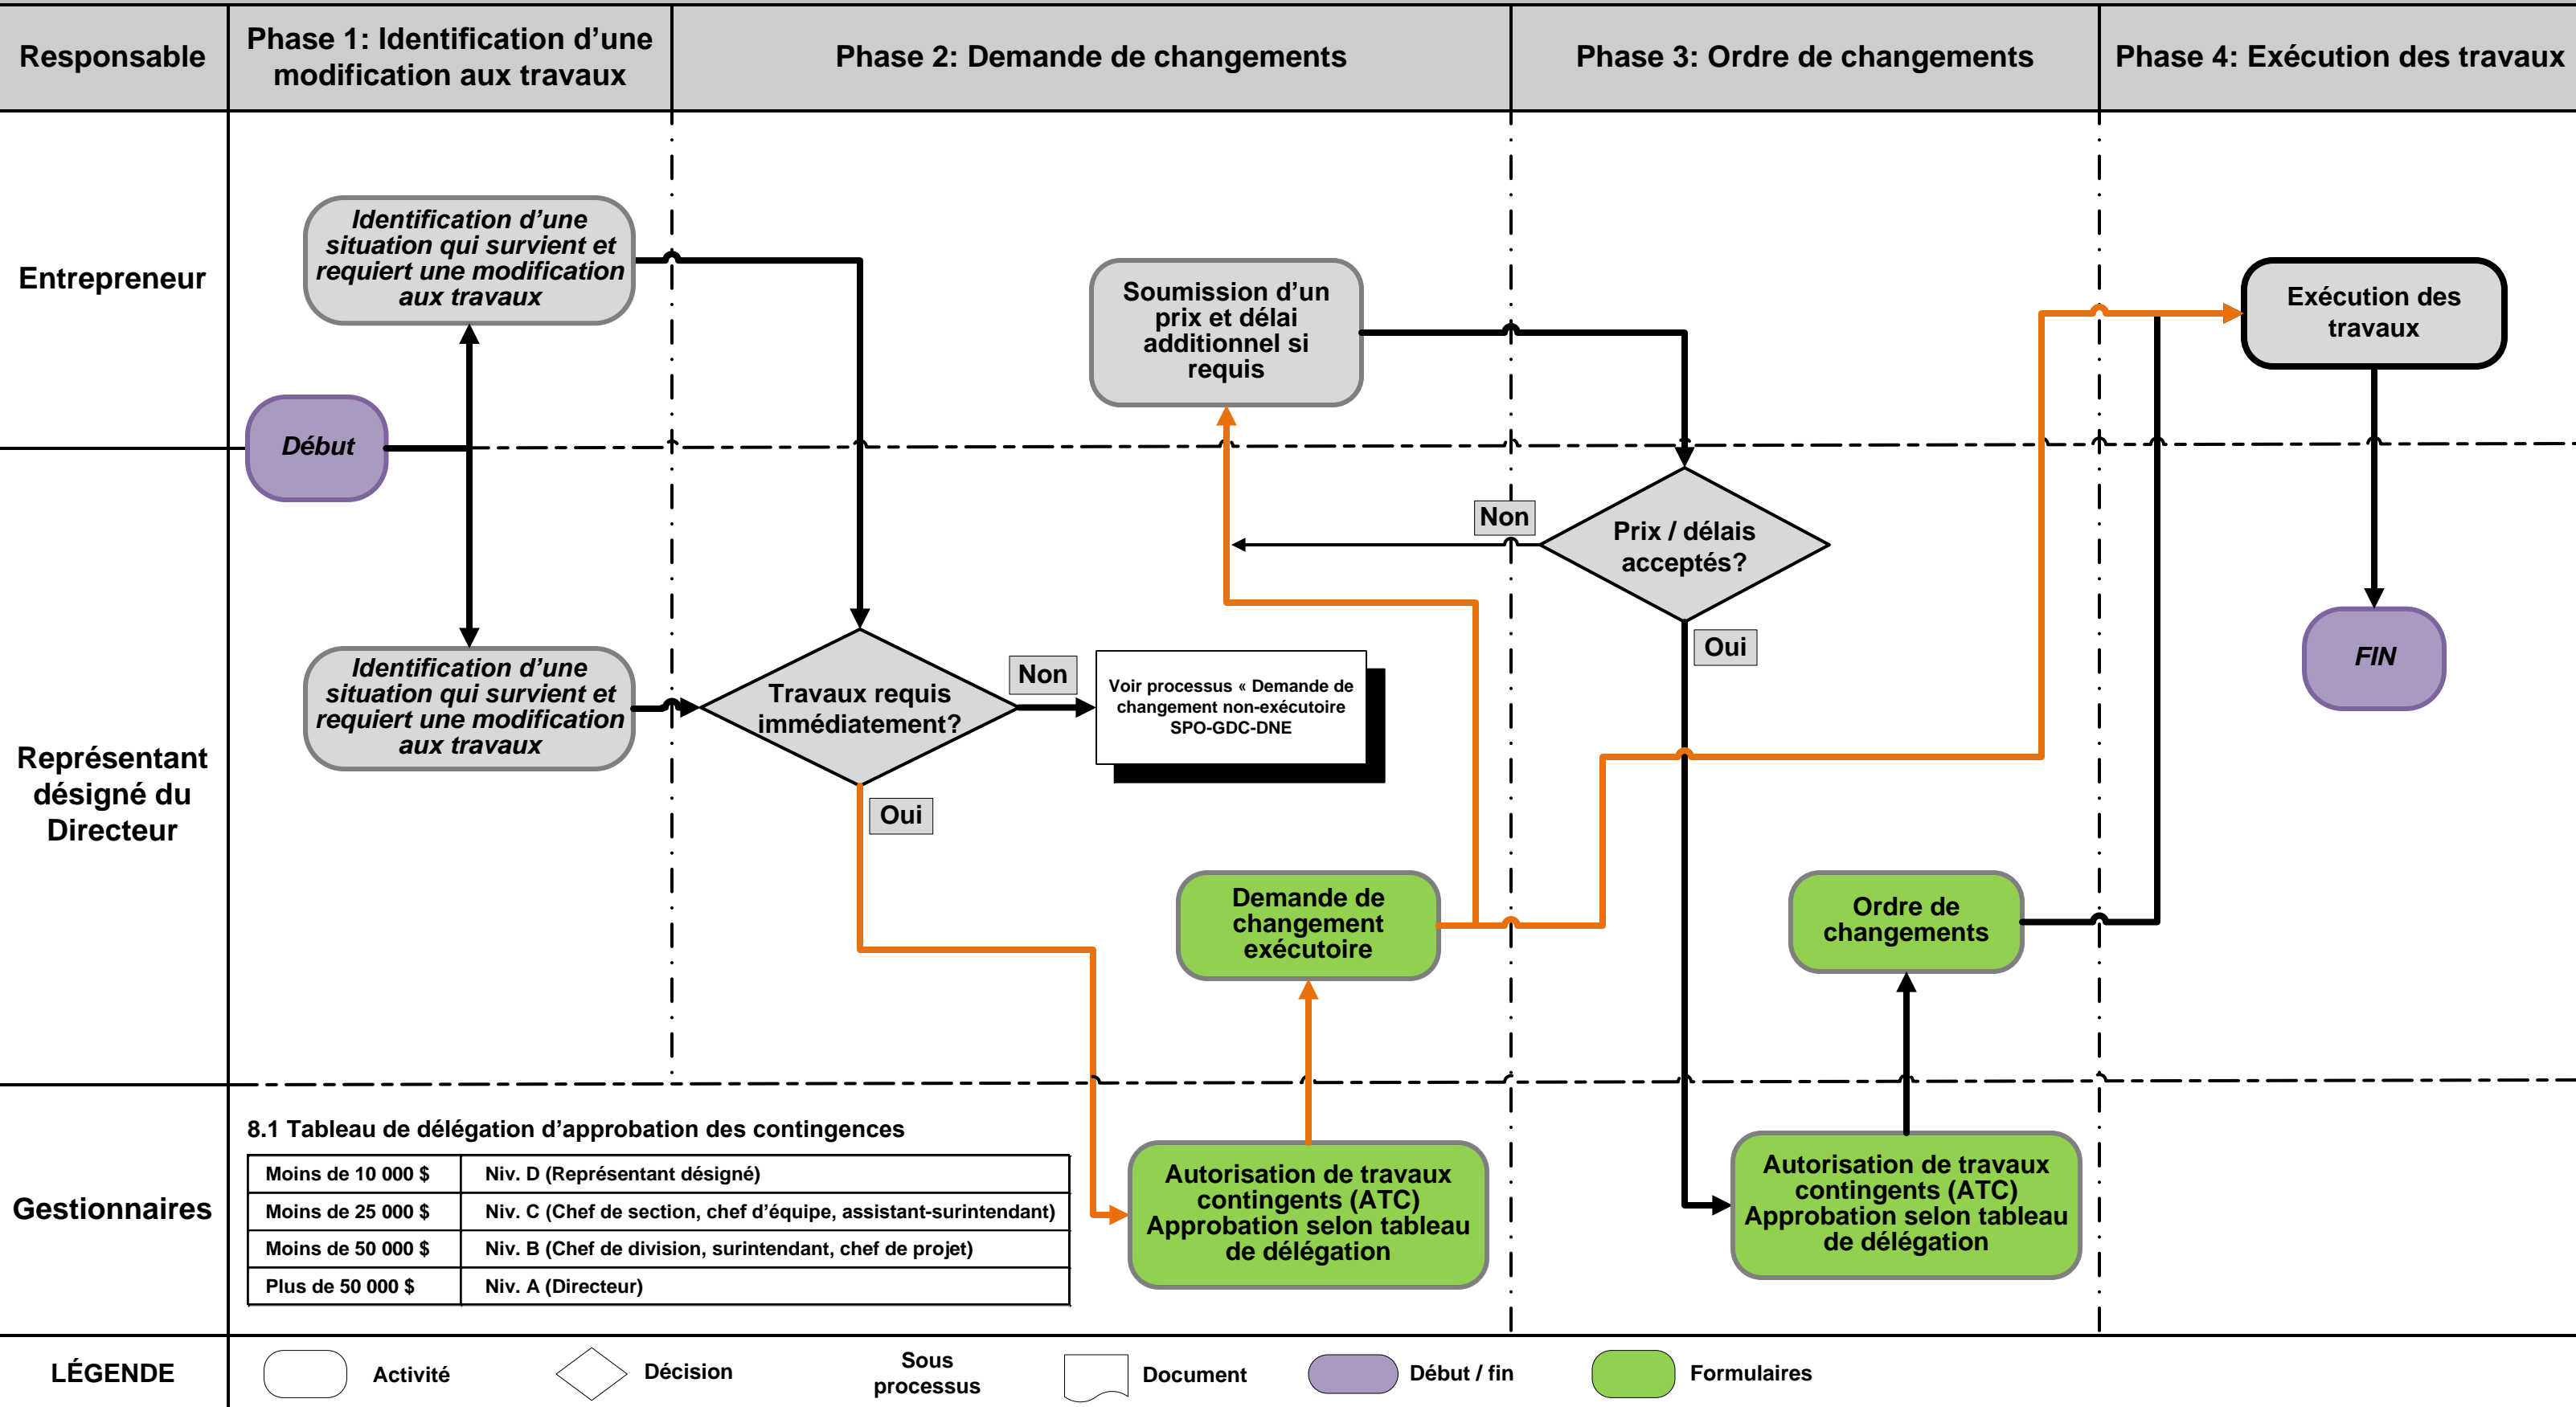 Responsable
Phase 1: Identification d’une
modification aux travaux
Phase 2: Demande de changements
Phase 3: Ordre de changements
Phase 4: Exécution des travaux
Entrepreneur
Identification d’une
situation qui survient et
requiert une modification
aux travaux
Soumission d’un
prix et délai
additionnel si
requis
Exécution des
travaux
Début
Représentant
désigné du
Directeur
Identification d’une
situation qui survient et
requiert une modification
aux travaux
Travaux requis
immédiatement?
Non
Voir processus « Demande de
changement non-exécutoire
SPO-GDC-DNE
Oui
Non
Prix / délais
acceptés?
Oui
FIN
Demande de
changement
exécutoire
Ordre de
changements
Gestionnaires
8.1 Tableau de délégation d’approbation des contingences
Moins de 10 000 $ Niv. D (Représentant désigné)
Moins de 25 000 $ Niv. C (Chef de section, chef d’équipe, assistant-surintendant)
Moins de 50 000 $ Niv. B (Chef de division, surintendant, chef de projet)
Plus de 50 000 $ Niv. A (Directeur)
Autorisation de travaux
contingents (ATC)
Approbation selon tableau
de délégation
Autorisation de travaux
contingents (ATC)
Approbation selon tableau
de délégation
LÉGENDE
Activité
Décision
Sous
processus
Document
Début / fin
Formulaires